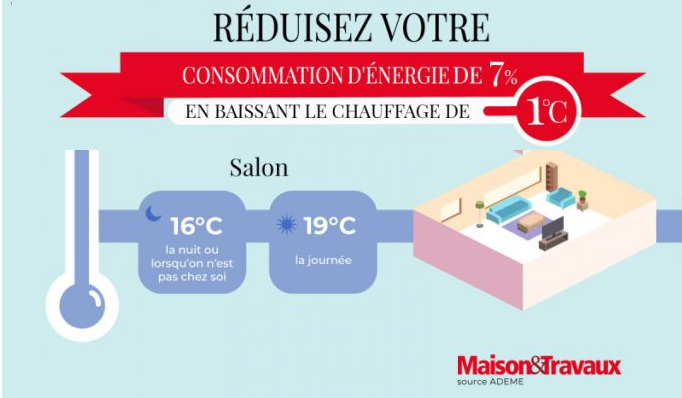 RÉDUISEZ VOTRE
CONSOMMATION D'ÉNERGIE DE 7%
EN BAISSANT LE CHAUFFAGE DE 1°C
Salon
16°C
la nuit ou
lorsqu'on n'est
pas chez soi
19°C
la journée
Maison&Travaux
source ADEME